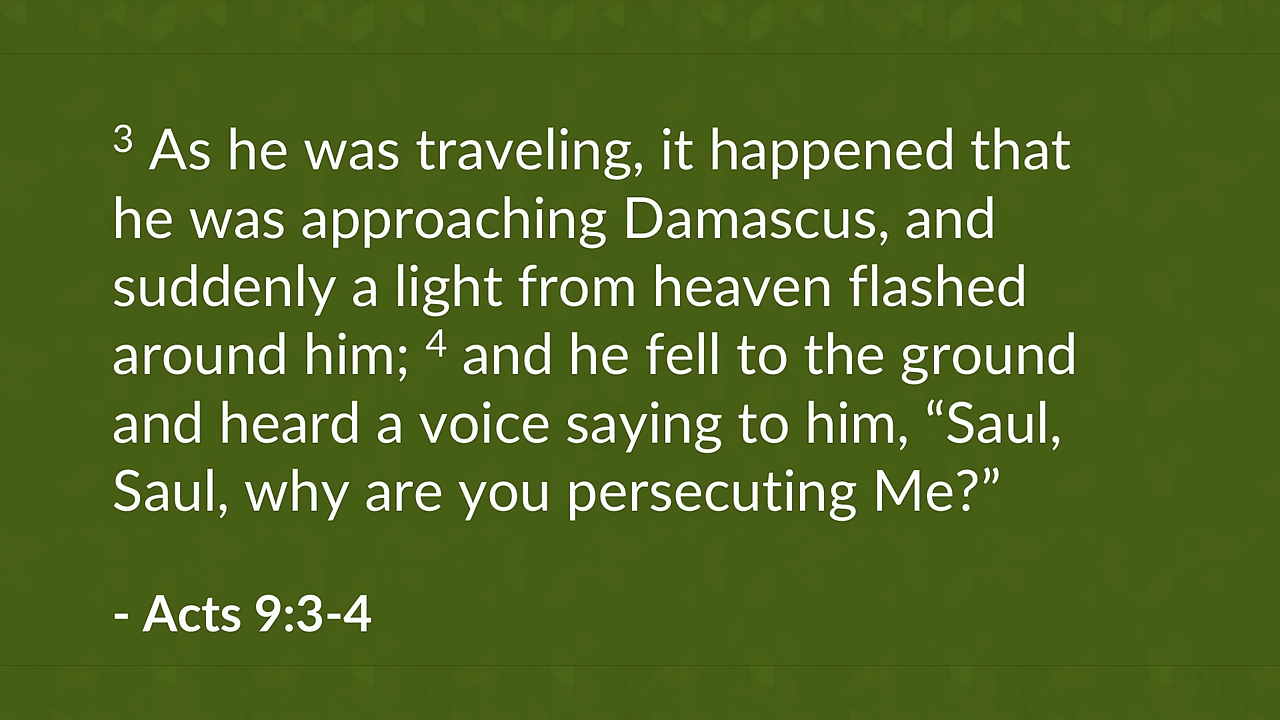 3 As he was traveling, it happened that
he was approaching Damascus, and
suddenly a light from heaven flashed
around him; 4 and he fell to the ground
and heard a voice saying to him, “Saul,
Saul, why are you persecuting Me?”
- Acts 9:3-4